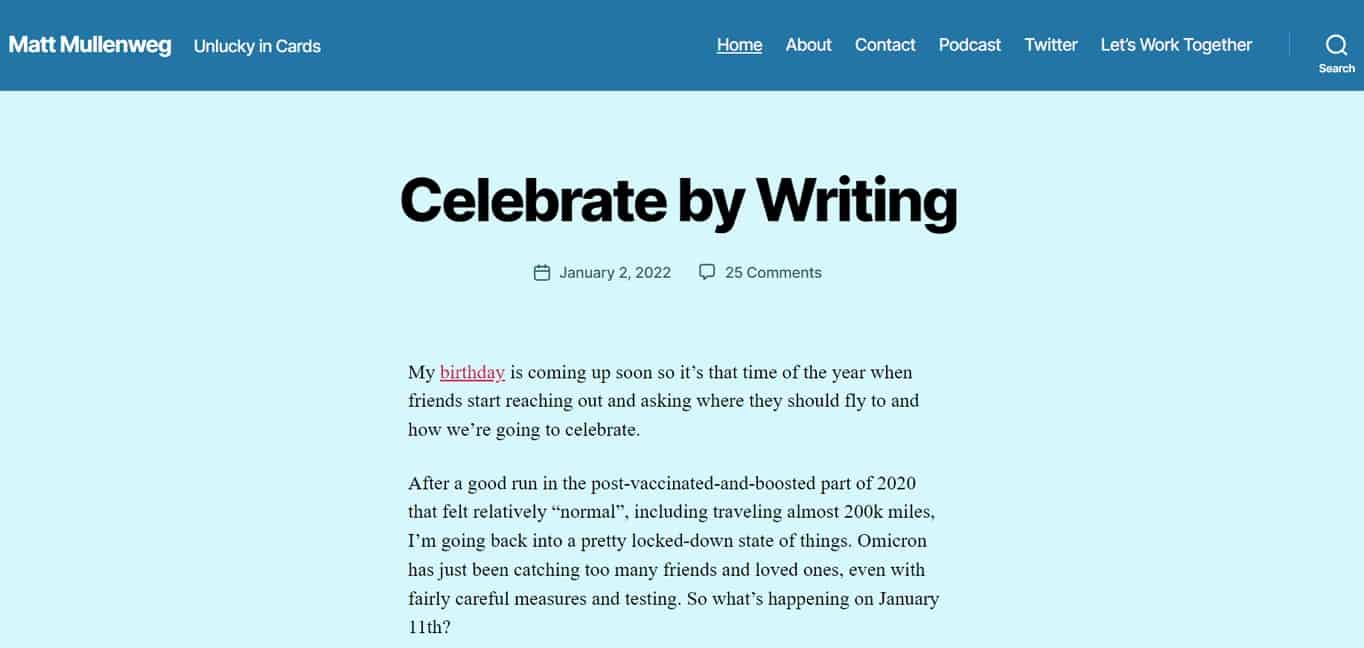 Matt Mullenweg Unlucky in Cards Home About Contact Podcast Twitter Let’s Work Together
Search
Celebrate by Writing
January 2, 2022 25 Comments
My birthday is coming up soon so it’s that time of the year when
friends start reaching out and asking where they should fly to and
how we’re going to celebrate.
After a good run in the post-vaccinated-and-boosted part of 2020
that felt relatively “normal”, including traveling almost 200k miles,
I’m going back into a pretty locked-down state of things. Omicron
has just been catching too many friends and loved ones, even with
fairly careful measures and testing. So what’s happening on January
11th?